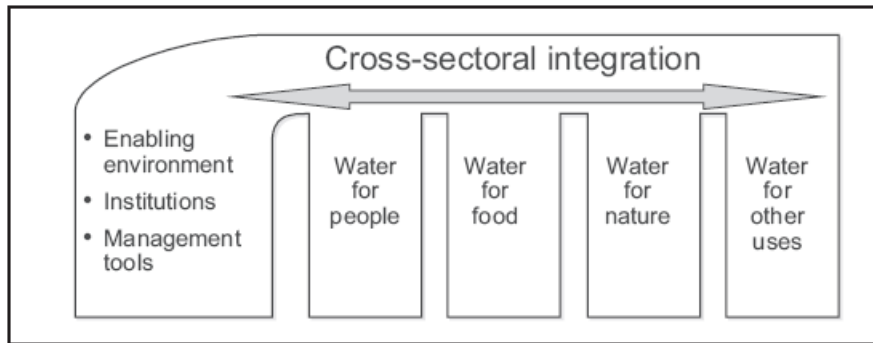 Cross-sectoral integration
• Enabling
environment
• Institutions
• Management
tools
Water
for
people
Water
for
food
Water
for
nature
Water
for
other
uses